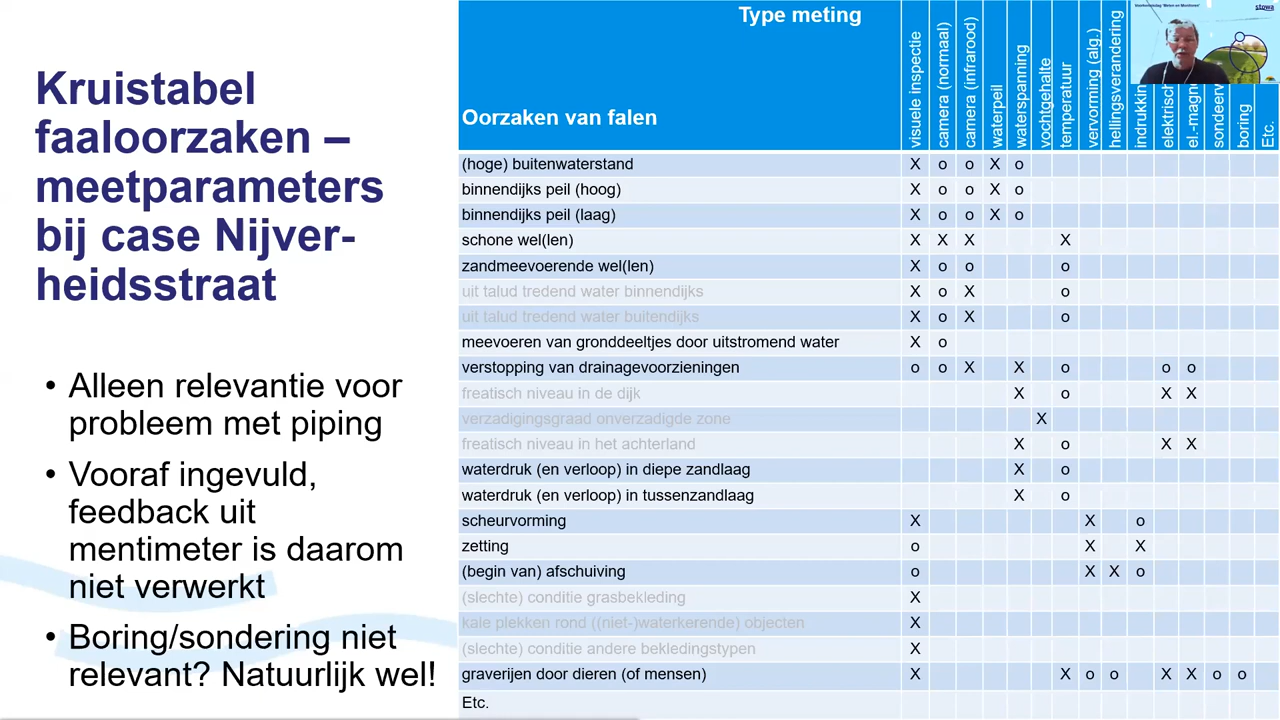 Kruistabel
faaloorzaken –
meetparameters
bij case Nijver-
heidsstraat
• Alleen relevantie voor
probleem met piping
• Vooraf ingevuld,
feedback uit
mentimeter is daarom
niet verwerkt
• Boring/sondering niet
relevant? Natuurlijk wel!
Type meting
Oorzaken van falen
visuele inspectie
camera (normaal)
camera (infrarood)
waterpeil
waterspanning
vochtgehalte
temperatuur
vervorming (alg.)
hellingsverandering
indrukkin
elektrisch
el.-magne
sondeerv
boring
Etc.
stowa
(hoge) buitenwaterstand X o o X o
binnendijks peil (hoog) X o o X o
binnendijks peil (laag) X o o X o
schone wel(len) X X X X
zandmeevoerende wel(len) X o o o
uit talud tredend water binnendijks X o X o
uit talud tredend water buitendijks X o X o
meevoeren van gronddeeltjes door uitstromend water X o
verstopping van drainagevoorzieningen o o X X o o o
freatisch niveau in de dijk X o X X
verzadigingsgraad onverzadigde zone X
freatisch niveau in het achterland X o X X
waterdruk (en verloop) in diepe zandlaag X o
waterdruk (en verloop) in tussenzandlaag X o
scheurvorming X X o
zetting o X X
(begin van) afschuiving o X X o
(slechte) conditie grasbekleding X
kale plekken rond ((niet-)waterkerende) objecten X
(slechte) conditie andere bekledingstypen X
graverijen door dieren (of mensen) X X o o X X o o
Etc.